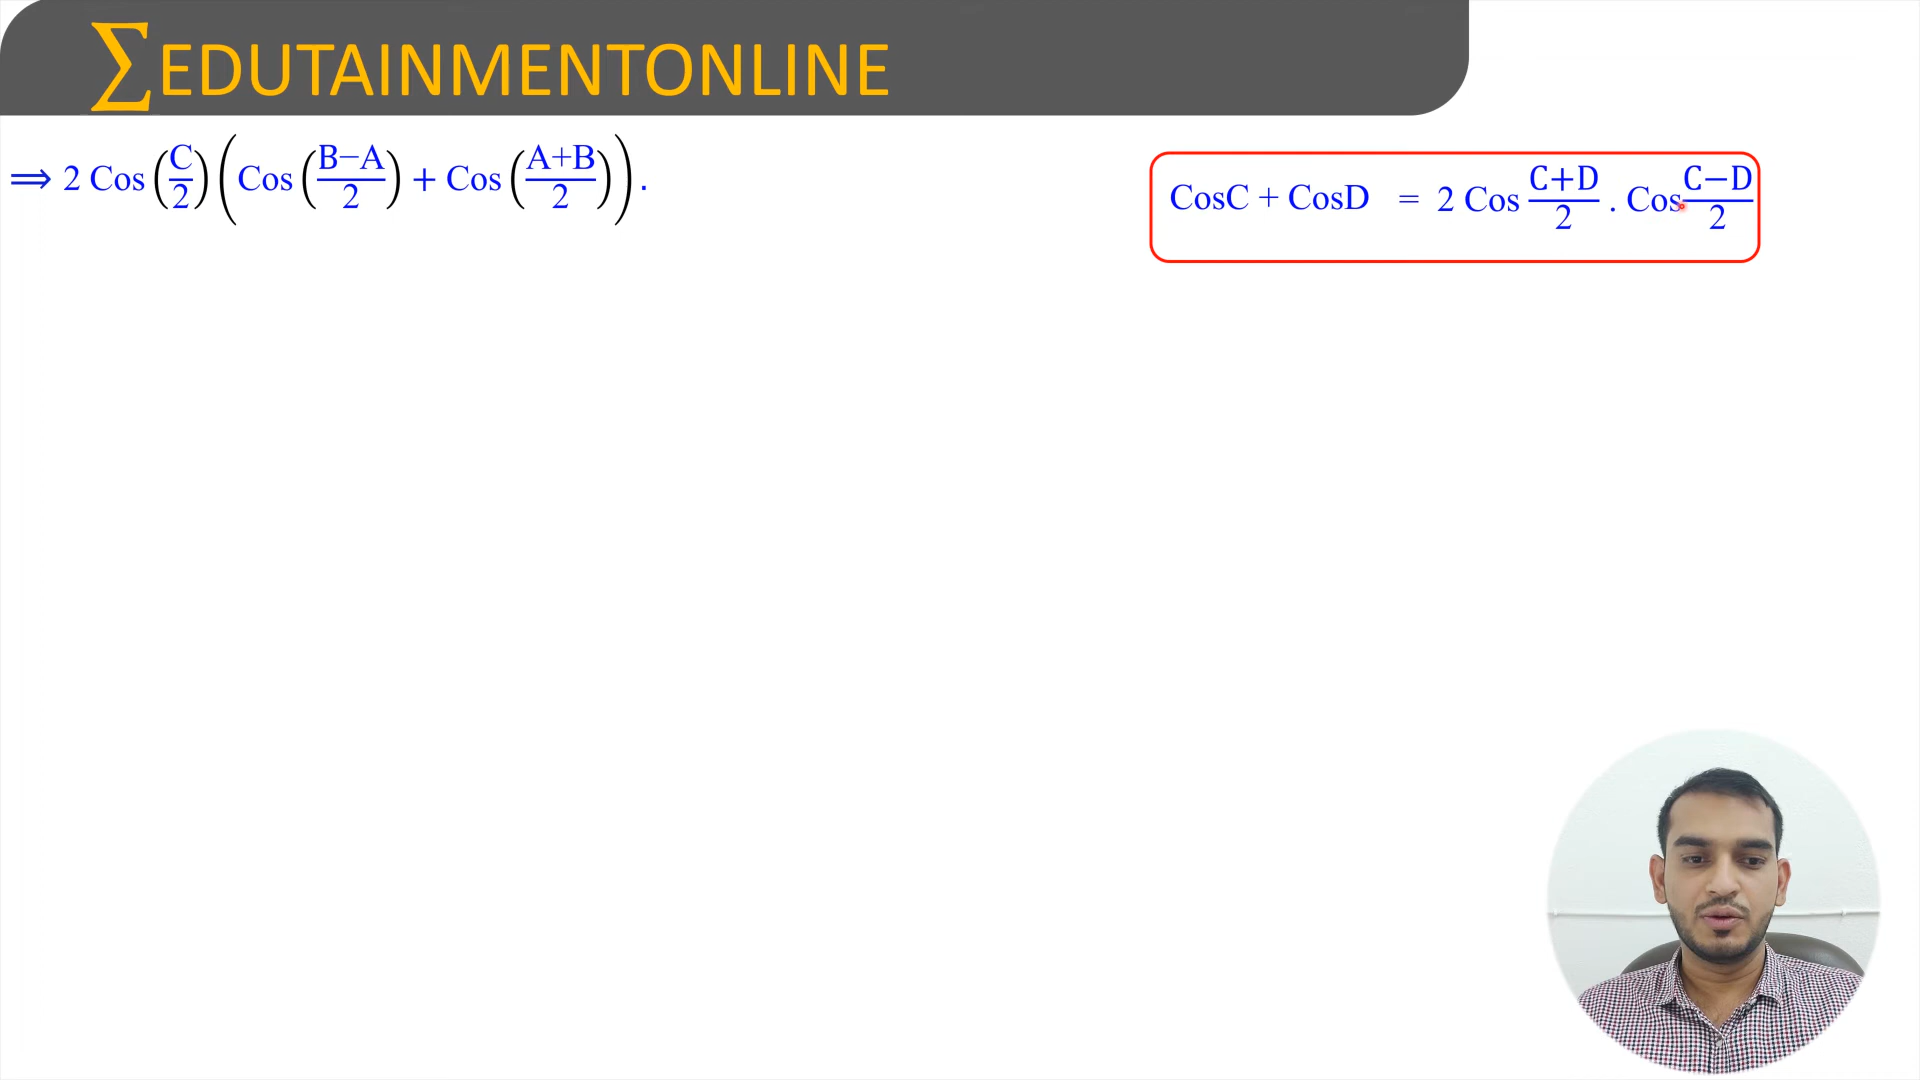 ∑EDUTAINMENTONLINE
⟹ 2 Cos (C/2) (Cos ((B−A)/2) + Cos ((A+B)/2)).
CosC + CosD = 2 Cos (C+D)/2 . Cos (C−D)/2